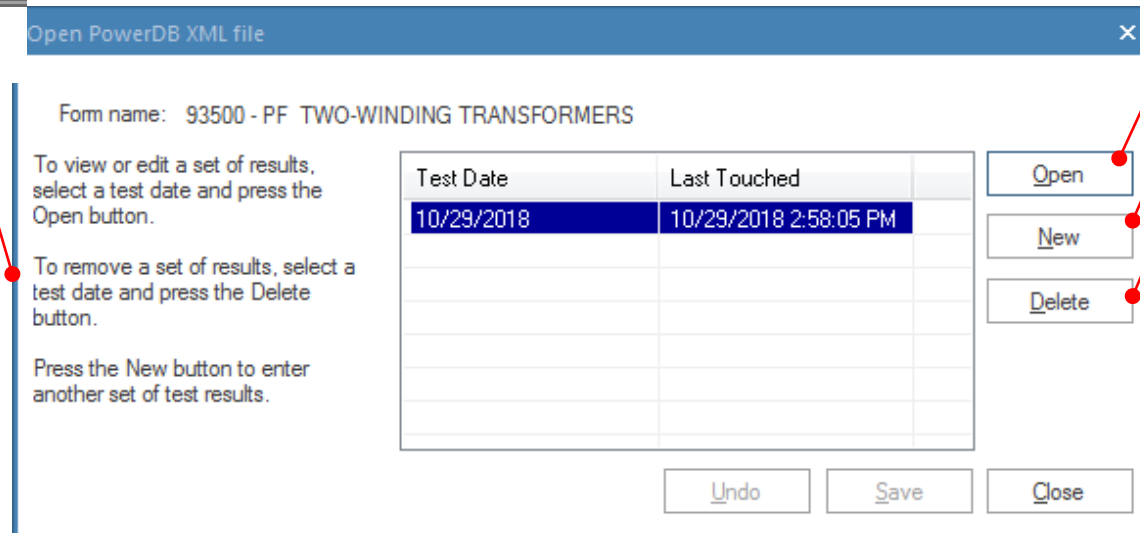 Open PowerDB XML file
Form name: 93500 - PF TWO-WINDING TRANSFORMERS
To view or edit a set of results,
select a test date and press the
Open button.
To remove a set of results, select a
test date and press the Delete
button.
Press the New button to enter
another set of test results.
Test Date Last Touched
10/29/2018 10/29/2018 2:58:05 PM
Open
New
Delete
Undo Save Close